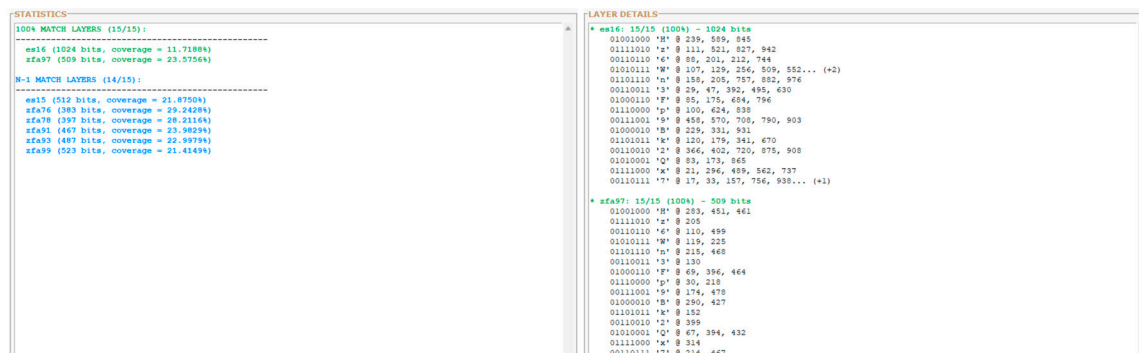 STATISTICS
100% MATCH LAYERS (15/15):
--------------------------------------------------
es16 (1024 bits, coverage = 11.7188%)
zfa97 (509 bits, coverage = 23.5756%)
N-1 MATCH LAYERS (14/15):
--------------------------------------------------
es15 (512 bits, coverage = 21.8750%)
zfa76 (383 bits, coverage = 29.2428%)
zfa78 (397 bits, coverage = 28.2116%)
zfa91 (467 bits, coverage = 23.9829%)
zfa93 (487 bits, coverage = 22.9979%)
zfa99 (523 bits, coverage = 21.4149%)
LAYER DETAILS
* es16: 15/15 (100%) - 1024 bits
01001000 'H' @ 239, 589, 845
01111010 'z' @ 111, 521, 827, 942
00110110 '6' @ 88, 201, 212, 744
01010111 'W' @ 107, 129, 256, 509, 552... (+2)
01101110 'n' @ 158, 205, 757, 882, 976
00110011 '3' @ 29, 47, 392, 495, 630
01000110 'F' @ 85, 175, 684, 796
01110000 'p' @ 100, 624, 838
00111001 '9' @ 458, 570, 708, 790, 903
01000010 'B' @ 229, 331, 931
01101011 'k' @ 120, 179, 341, 670
00110010 '2' @ 366, 402, 720, 875, 908
01010001 'Q' @ 83, 173, 865
01111000 'x' @ 21, 296, 489, 562, 737
00110111 '7' @ 17, 33, 157, 756, 938... (+1)
* zfa97: 15/15 (100%) - 509 bits
01001000 'H' @ 283, 451, 461
01111010 'z' @ 205
00110110 '6' @ 110, 499
01010111 'W' @ 119, 225
01101110 'n' @ 215, 468
00110011 '3' @ 130
01000110 'F' @ 69, 396, 464
01110000 'p' @ 30, 218
00111001 '9' @ 174, 478
01000010 'B' @ 290, 427
01101011 'k' @ 152
00110010 '2' @ 399
01010001 'Q' @ 67, 394, 432
01111000 'x' @ 314
00110111 '7' @ 214, 467